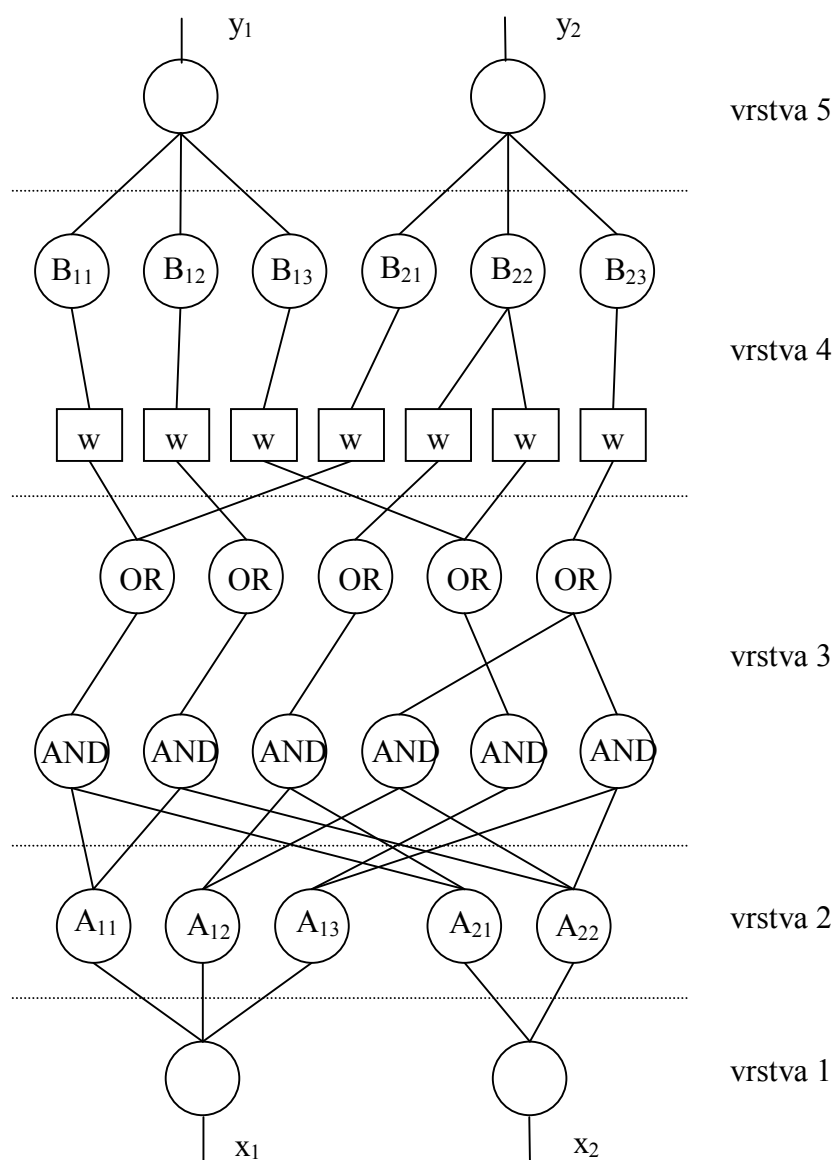 y₁ y₂
vrstva 5
B₁₁ B₁₂ B₁₃ B₂₁ B₂₂ B₂₃
vrstva 4
w w w w w w w
OR OR OR OR OR
vrstva 3
AND AND AND AND AND AND
A₁₁ A₁₂ A₁₃ A₂₁ A₂₂
vrstva 2
vrstva 1
x₁ x₂